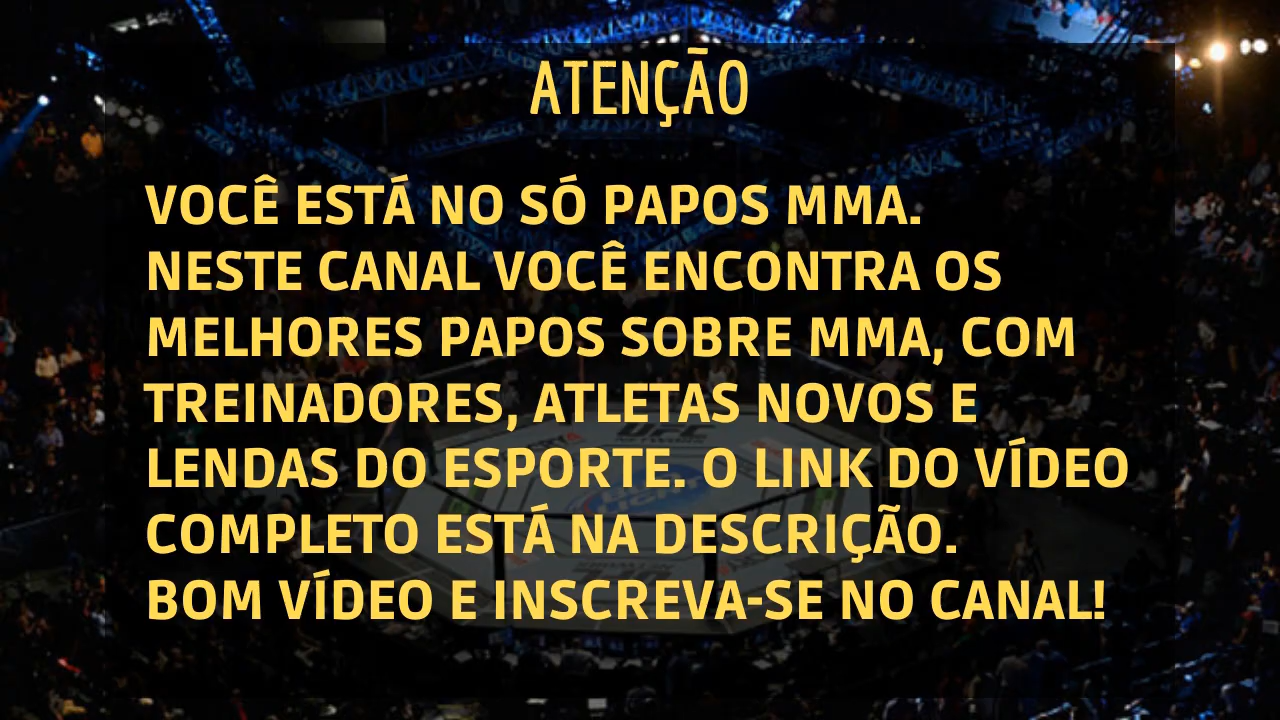 ATENÇÃO
VOCÊ ESTÁ NO SÓ PAPOS MMA.
NESTE CANAL VOCÊ ENCONTRA OS
MELHORES PAPOS SOBRE MMA, COM
TREINADORES, ATLETAS NOVOS E
LENDAS DO ESPORTE. O LINK DO VÍDEO
COMPLETO ESTÁ NA DESCRIÇÃO.
BOM VÍDEO E INSCREVA-SE NO CANAL!